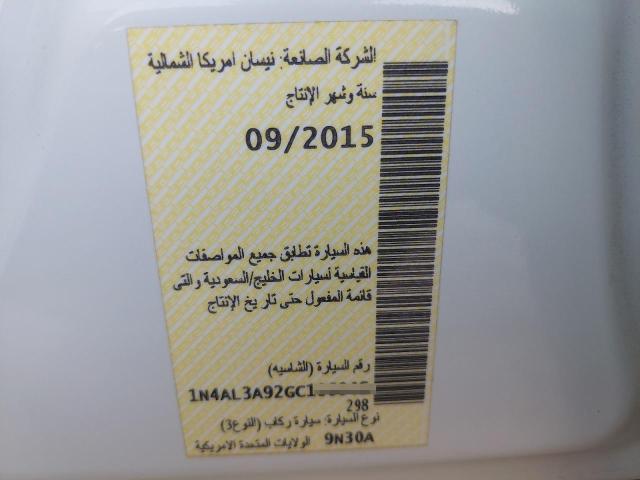 الشركة الصانعة: نيسان امريكا الشمالية
سنة وشهر الإنتاج
09/2015
هذه السيارة تطابق جميع المواصفات
القياسية لسيارات الخليج/السعودية والتى
قائمة المفعول حتى تاريخ الإنتاج
رقم السيارة (الشاسيه)
1N4AL3A92GC1
298
نوع السيارة: سيارة ركاب (النوع3)
9N30A الولايات المتحدة الامريكية